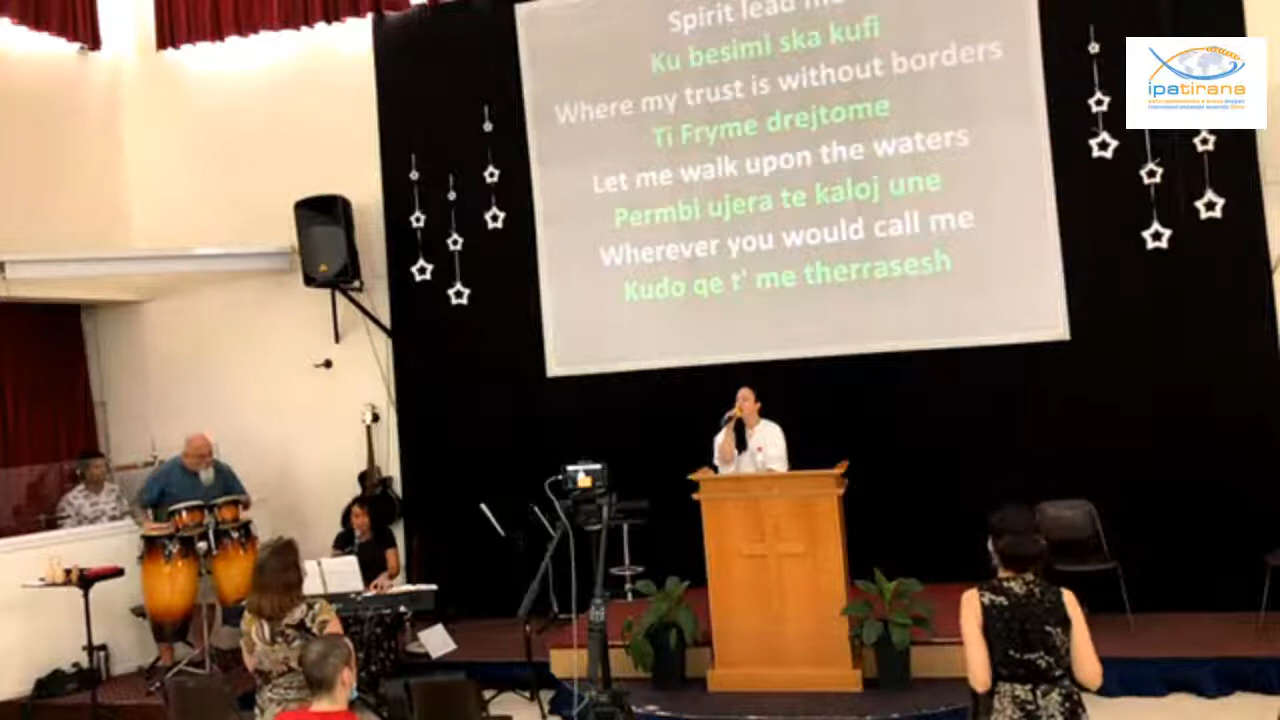 Spirit lead me
Ku besimi ska kufi
Where my trust is without borders
Ti Fryme drejtome
Let me walk upon the waters
Permbi ujera te kaloj une
Wherever you would call me
Kudo qe t' me therrasesh
ipatirana